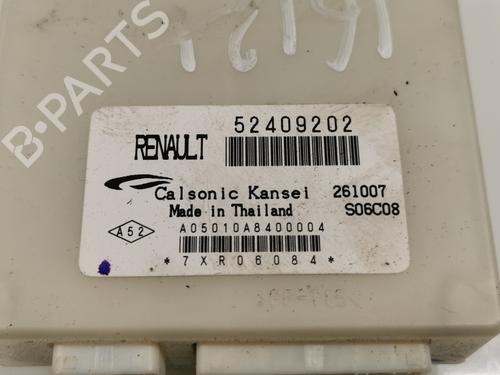 B-PARTS
RENAULT
52409202
Calsonic Kansei 261007
Made in Thailand S06C08
A52
A05010A8400004
*7XR06084*